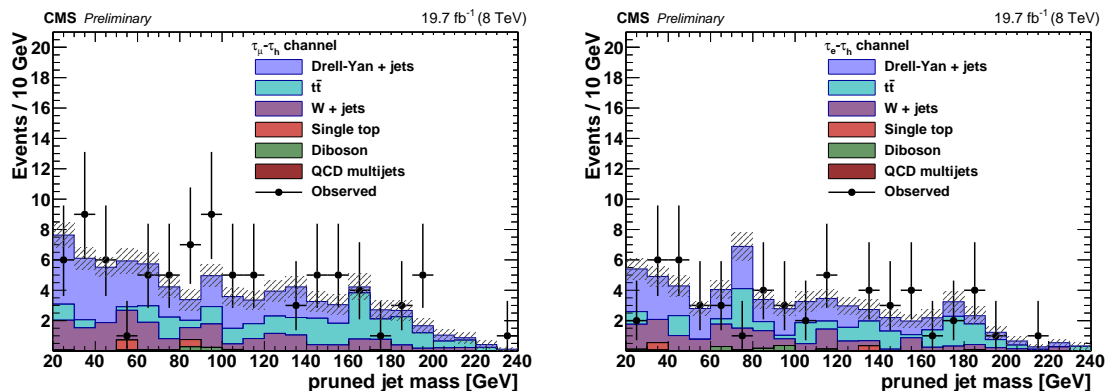 CMS Preliminary 19.7 fb⁻¹ (8 TeV)
Events / 10 GeV
20
18
16
14
12
10
8
6
4
2
τμ-τh channel
Drell-Yan + jets
tt̄
W + jets
Single top
Diboson
QCD multijets
Observed
20 40 60 80 100 120 140 160 180 200 220 240
pruned jet mass [GeV]
CMS Preliminary 19.7 fb⁻¹ (8 TeV)
Events / 10 GeV
20
18
16
14
12
10
8
6
4
2
τe-τh channel
Drell-Yan + jets
tt̄
W + jets
Single top
Diboson
QCD multijets
Observed
20 40 60 80 100 120 140 160 180 200 220 240
pruned jet mass [GeV]